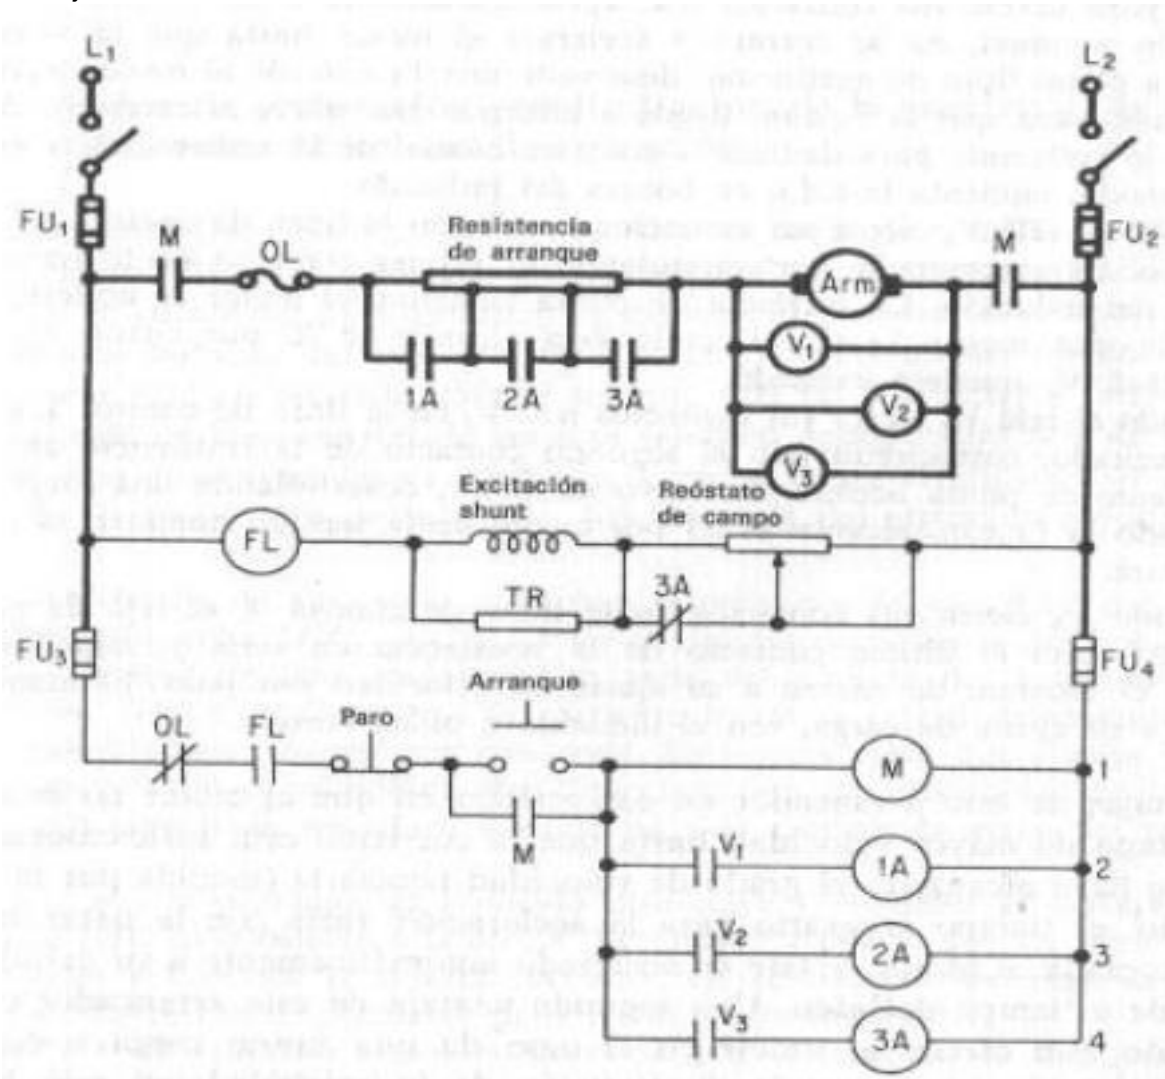 L₁
L₂
FU₁
FU₂
M
OL
Resistencia
de arranque
Arm
M
V₁
1A
2A
3A
V₂
V₃
Excitación
shunt
Reóstato
de campo
FL
TR
3A
FU₃
FU₄
Arranque
OL
FL
Paro
M
1
M
V₁
1A
2
V₂
2A
3
V₃
3A
4